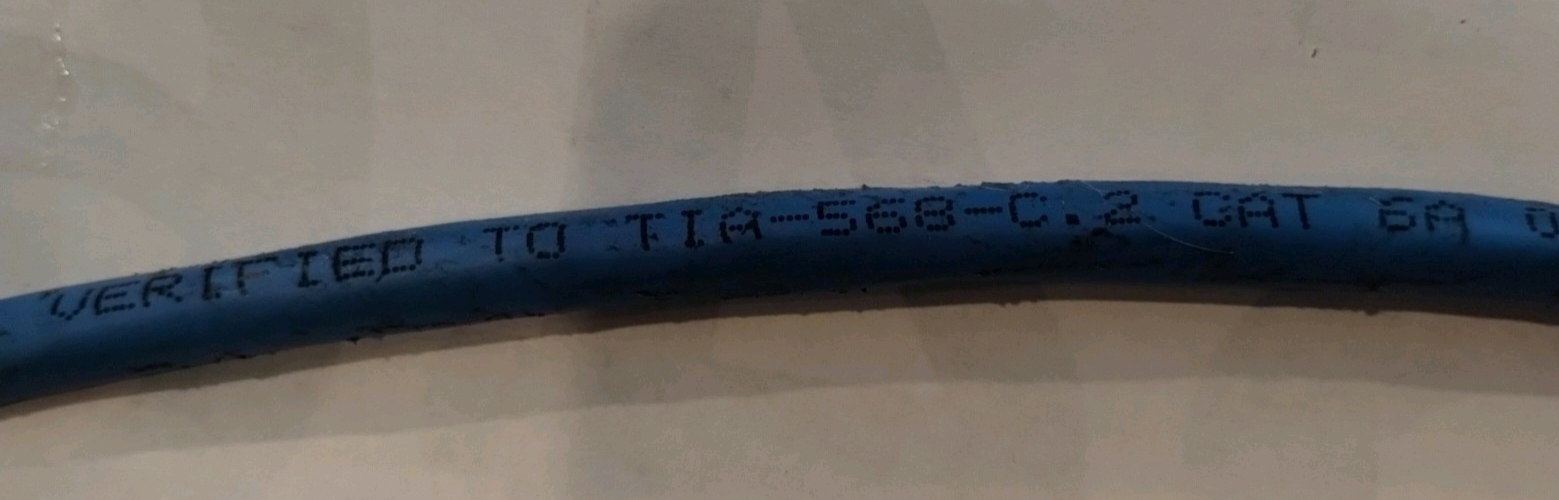 VERIFIED TO TIA-568-C.2 CAT 6A